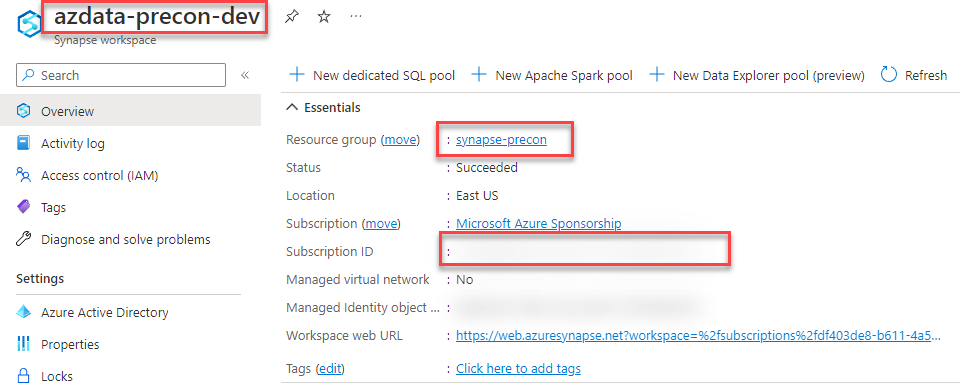 azdata-precon-dev
Synapse workspace
Search
«
Overview
Activity log
Access control (IAM)
Tags
Diagnose and solve problems
Settings
Azure Active Directory
Properties
Locks
New dedicated SQL pool
New Apache Spark pool
New Data Explorer pool (preview)
Refresh
Essentials
Resource group (move) : synapse-precon
Status : Succeeded
Location : East US
Subscription (move) : Microsoft Azure Sponsorship
Subscription ID :
Managed virtual network : No
Managed Identity object ... :
Workspace web URL : https://web.azuresynapse.net?workspace=%2fsubscriptions%2fdf403de8-b611-4a5...
Tags (edit) : Click here to add tags